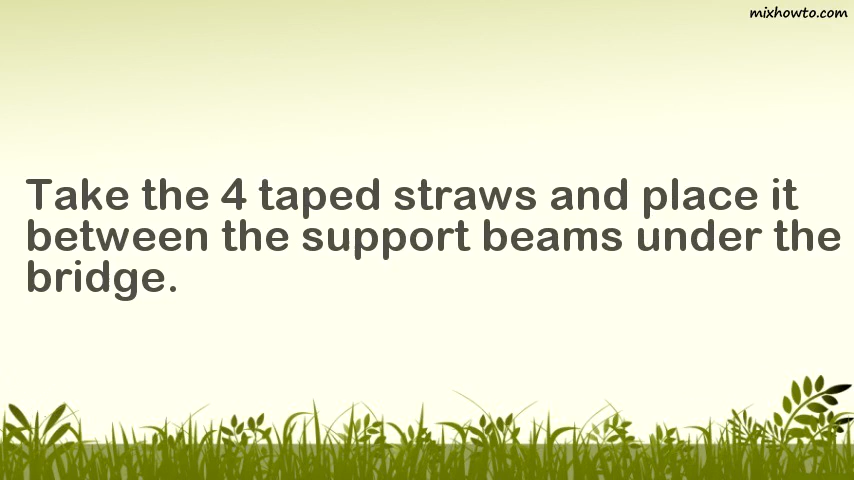 mixhowto.com
Take the 4 taped straws and place it
between the support beams under the
bridge.